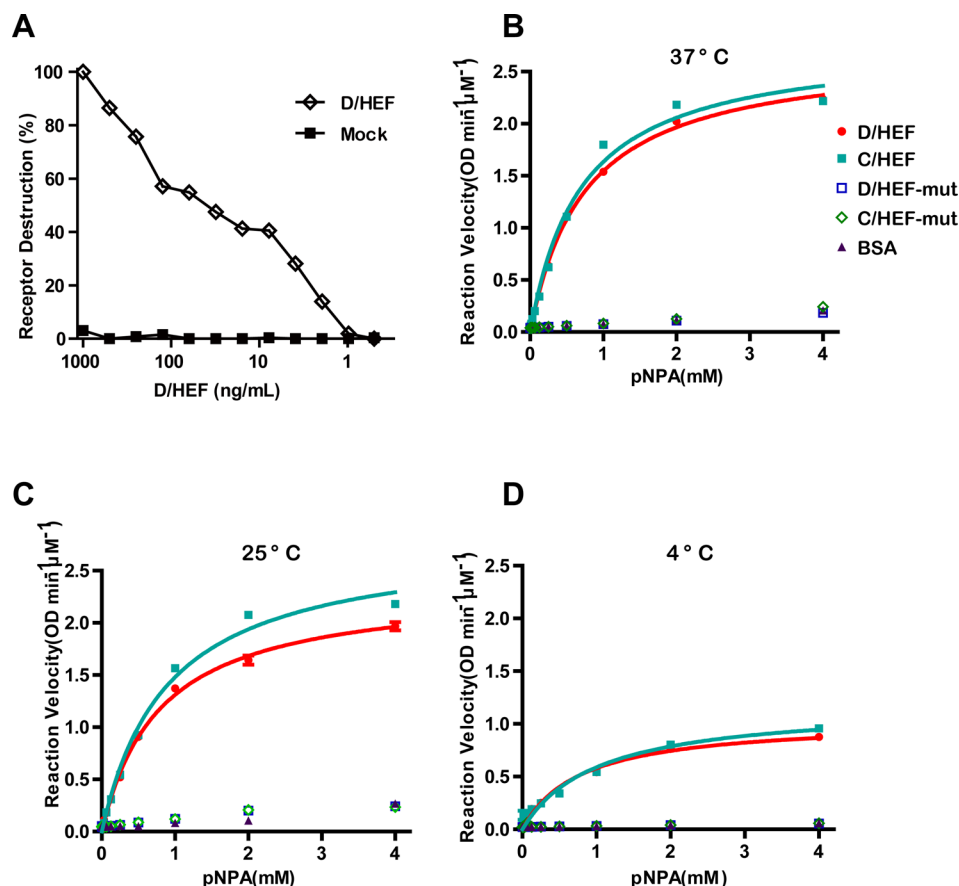 A
Receptor Destruction (%)
100
80
60
40
20
0
1000
100
10
1
D/HEF (ng/mL)
D/HEF
Mock
B
37° C
Reaction Velocity(OD min⁻¹μM⁻¹)
2.5
2.0
1.5
1.0
0.5
0.0
0
1
2
3
4
pNPA(mM)
D/HEF
C/HEF
D/HEF-mut
C/HEF-mut
BSA
C
25° C
Reaction Velocity(OD min⁻¹μM⁻¹)
2.5
2.0
1.5
1.0
0.5
0.0
0
1
2
3
4
pNPA(mM)
D
4° C
Reaction Velocity(OD min⁻¹μM⁻¹)
2.5
2.0
1.5
1.0
0.5
0.0
0
1
2
3
4
pNPA(mM)